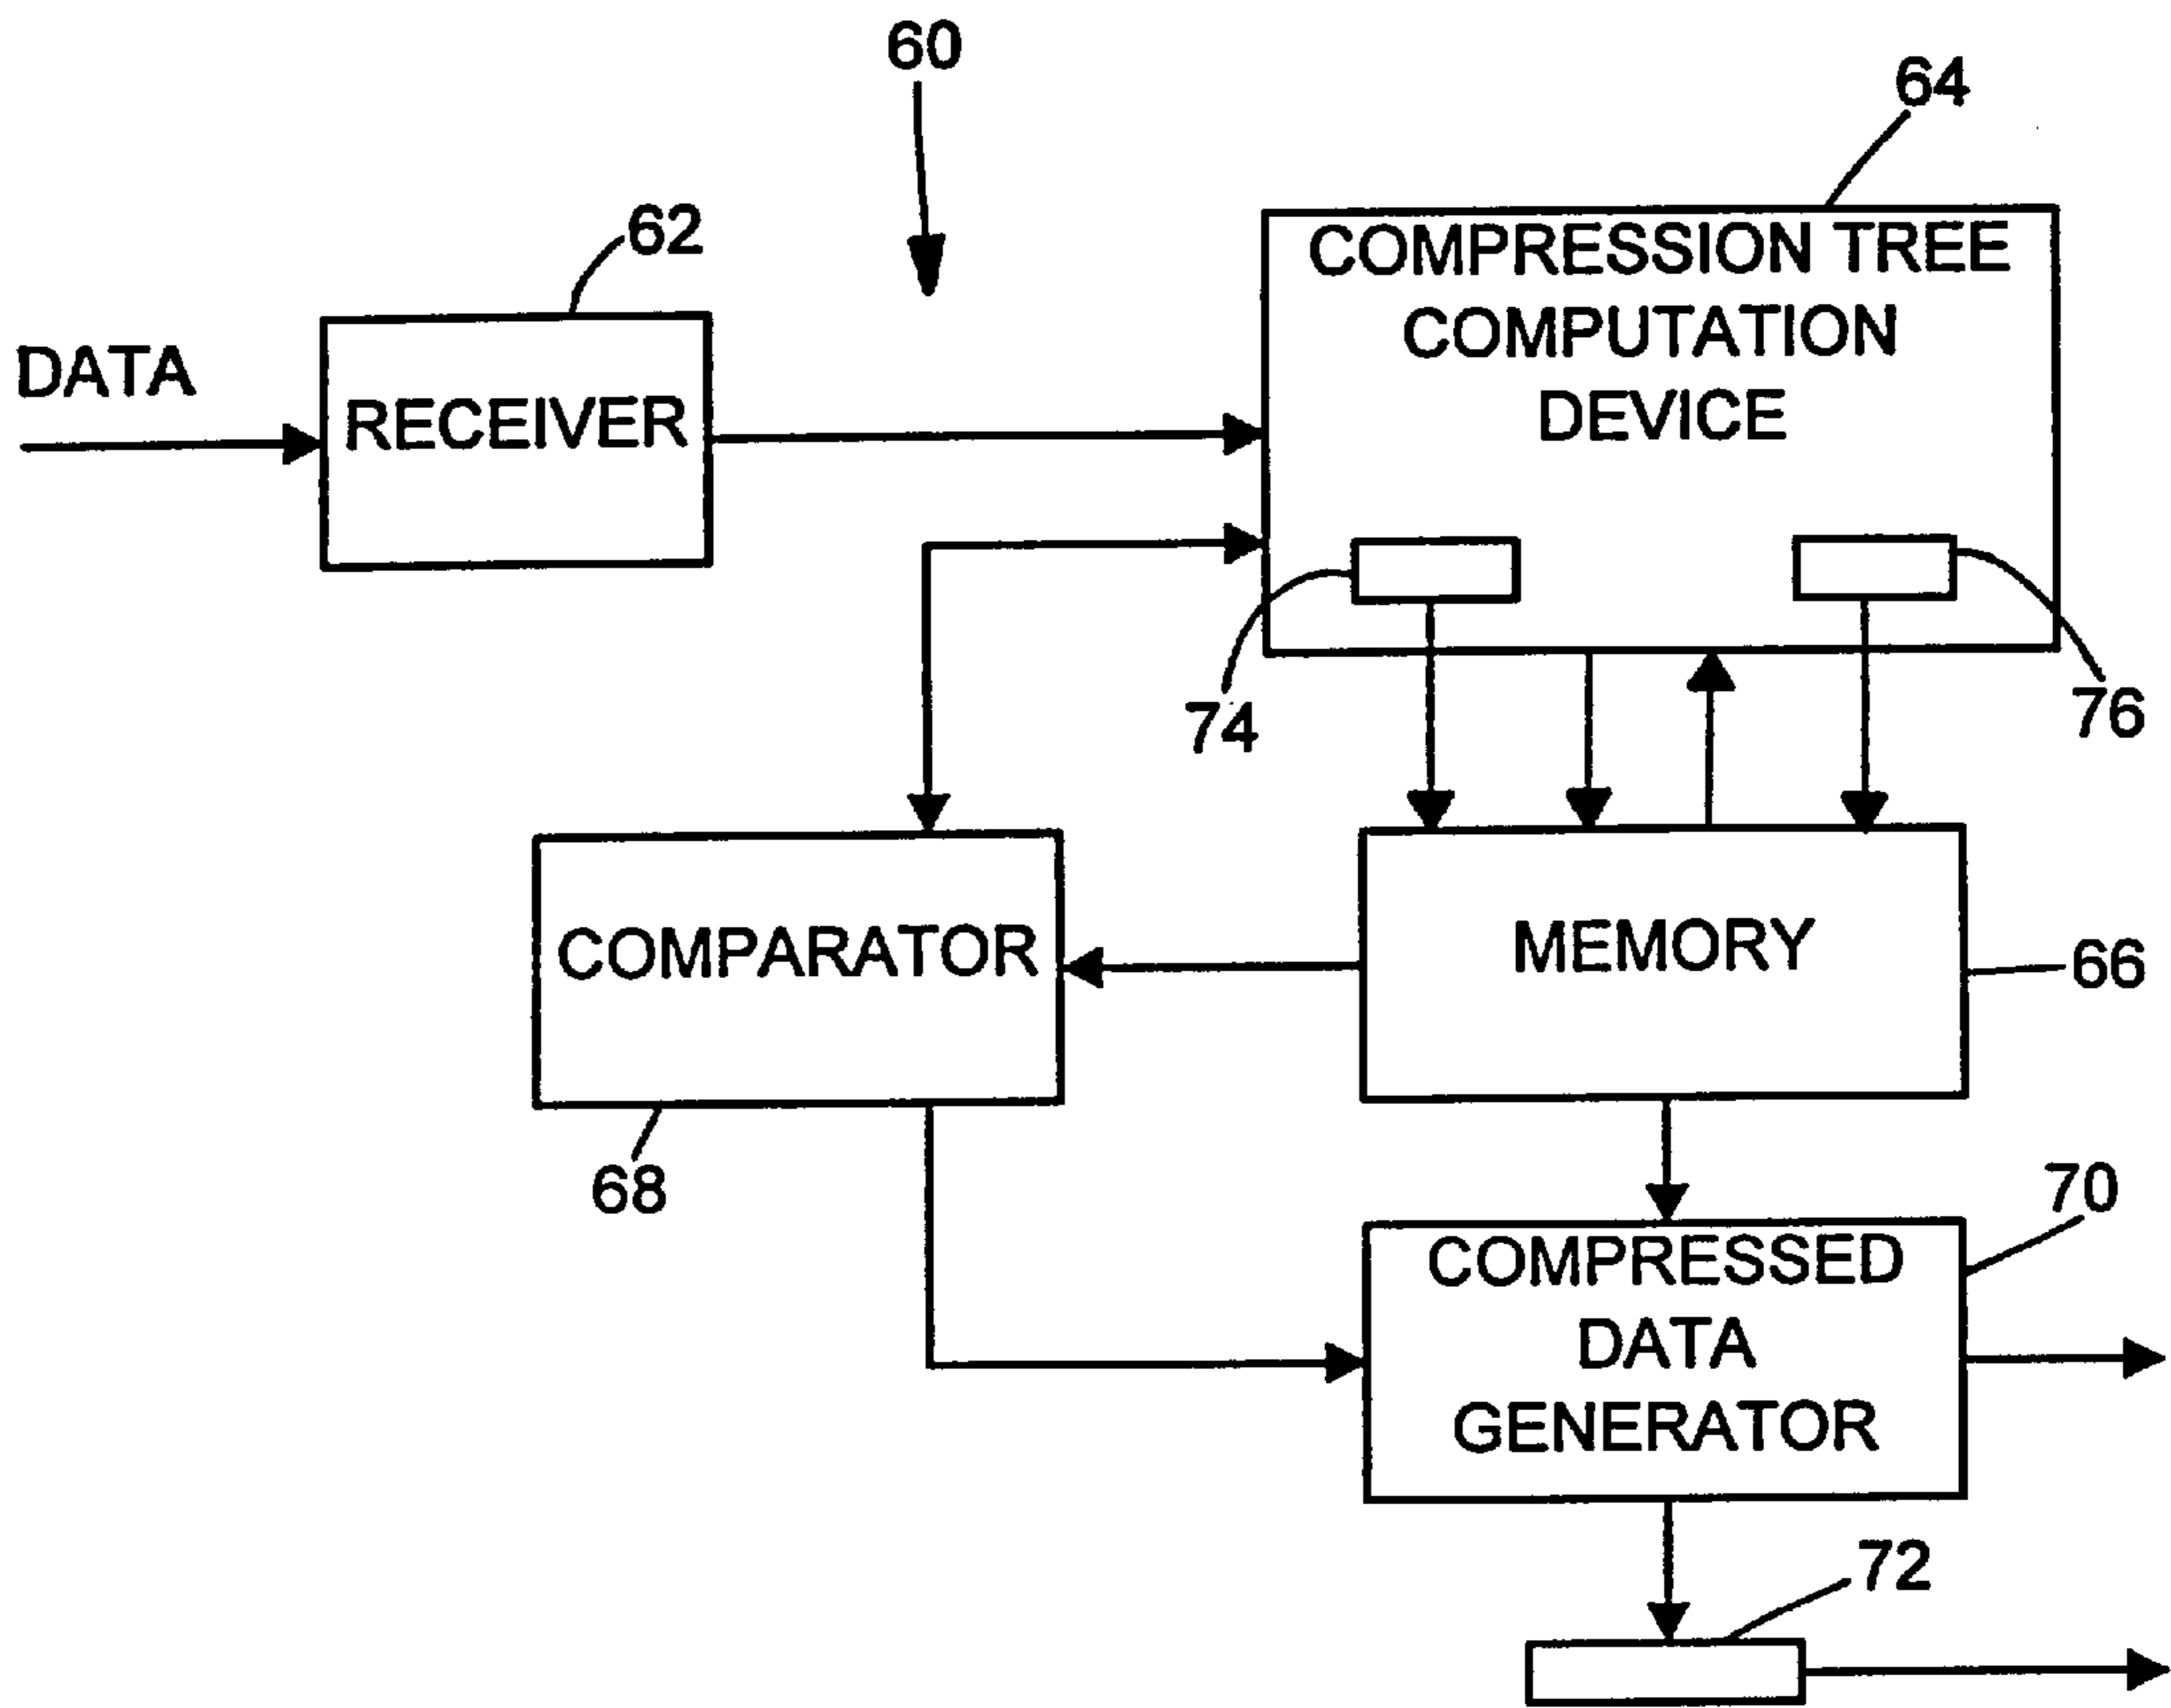 60
64
62
COMPRESSION TREE
COMPUTATION
DEVICE
DATA
RECEIVER
74
76
COMPARATOR
MEMORY
66
68
70
COMPRESSED
DATA
GENERATOR
72